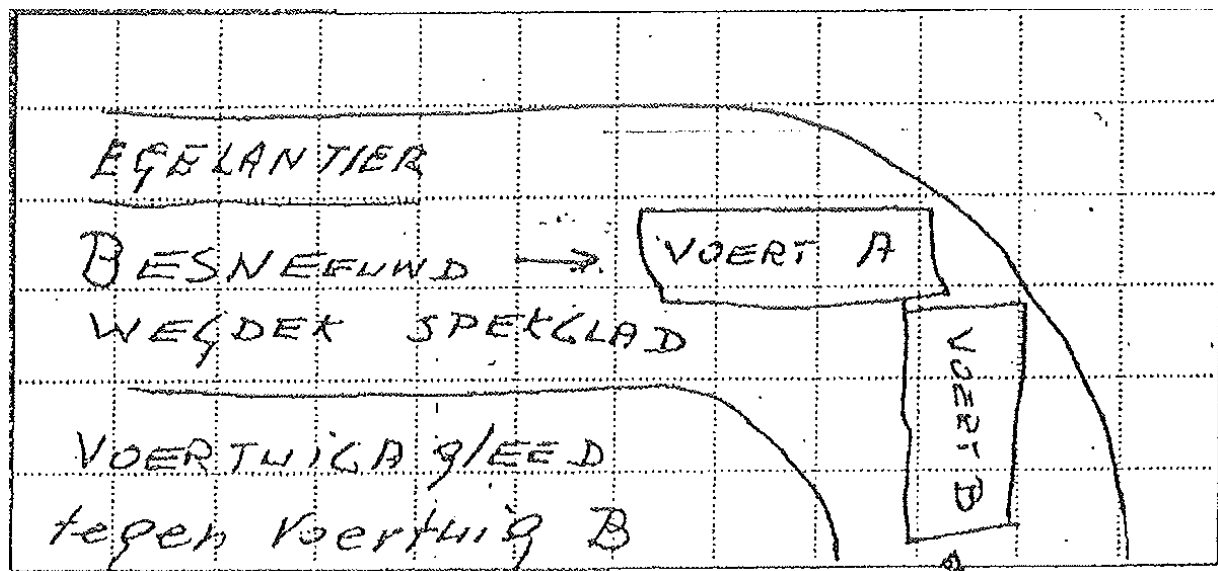 EGELANTIER
BESNEEUWD → VOERT A
WEGDEK SPEKGLAD
VOERT B
VOERTUIG A gleed
tegen Voertuig B